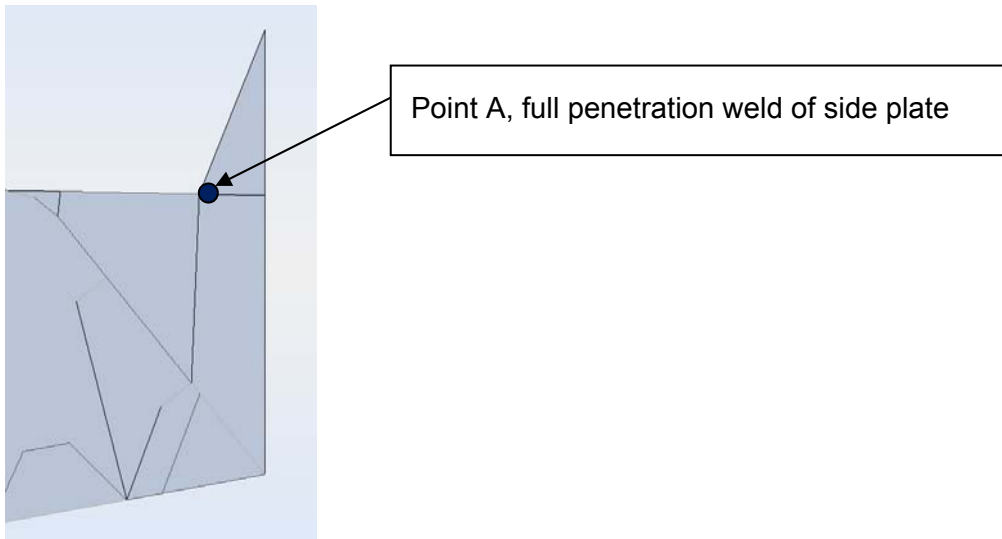 Point A, full penetration weld of side plate